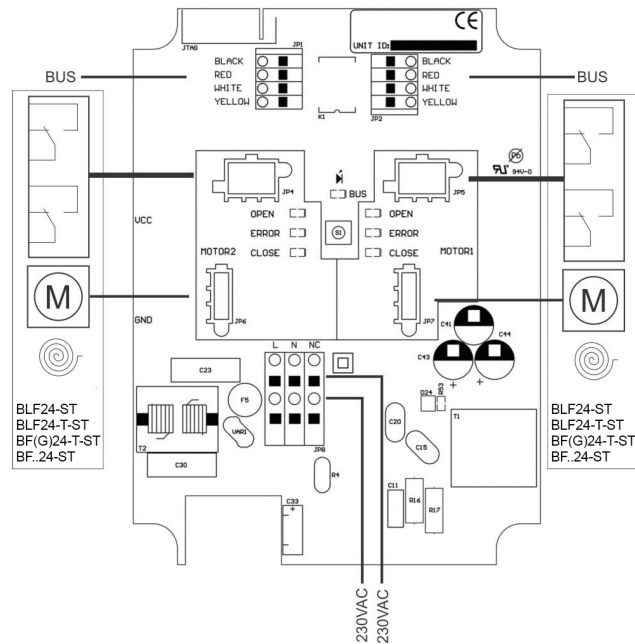 CE
JTAG
UNIT ID:
JP1
BLACK
RED
WHITE
YELLOW
K1
BLACK
RED
WHITE
YELLOW
JP2
BUS
BUS
JP4
JP5
94V-0
BUS
OPEN
ERROR
CLOSE
S1
OPEN
ERROR
CLOSE
VCC
MOTOR2
MOTOR1
M
M
GND
JP6
JP7
L N NC
C41
C44
C43
C23
F5
VAR1
T2
C30
JP8
D24
R53
T1
C20
C15
R4
C33
C11
R16
R17
BLF24-ST
BLF24-T-ST
BF(G)24-T-ST
BF..24-ST
BLF24-ST
BLF24-T-ST
BF(G)24-T-ST
BF..24-ST
230VAC
230VAC